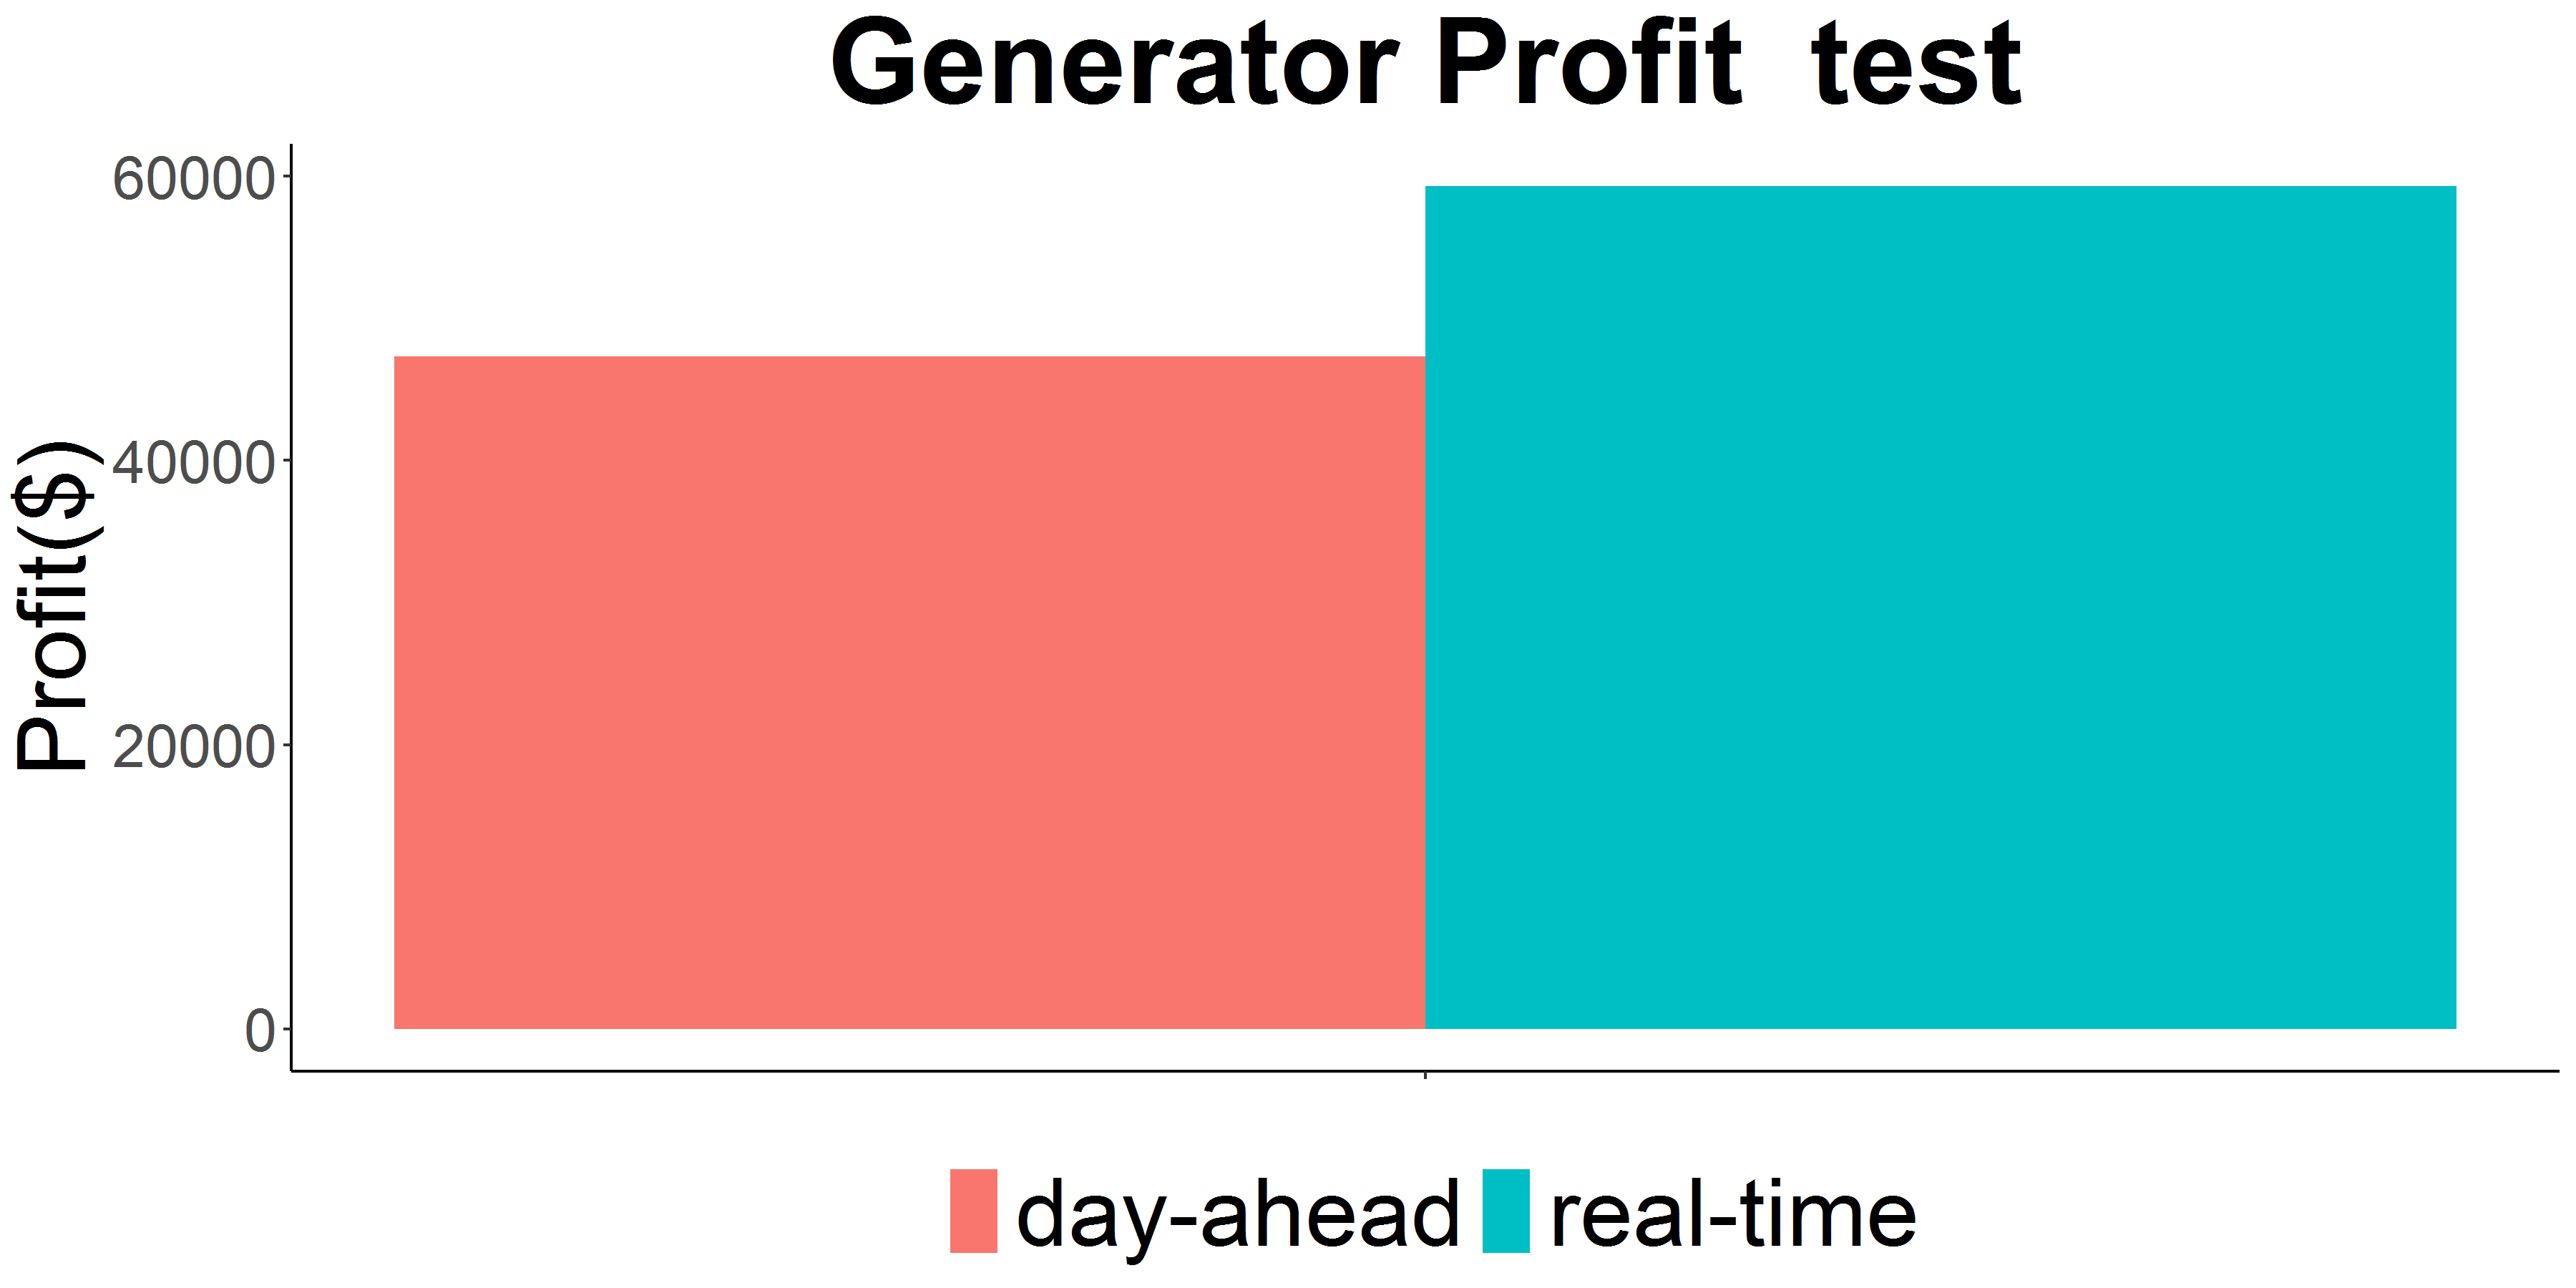 Generator Profit  test
Profit($)
60000
40000
20000
0
day-ahead
real-time